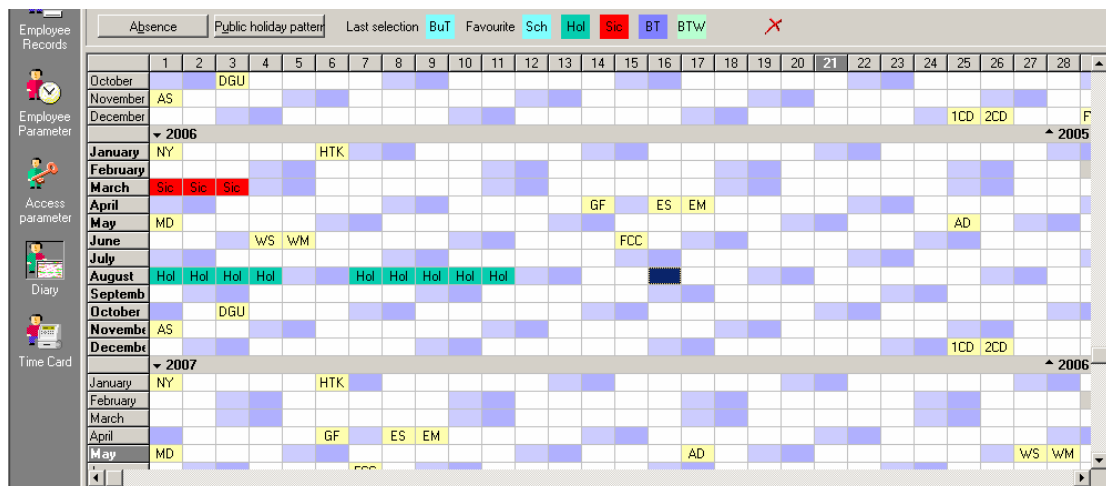 Employee
Records
Employee
Parameter
Access
parameter
Diary
Time Card
Absence Public holiday pattern Last selection BuT Favourite Sch Hol Sic BT BTW
1 2 3 4 5 6 7 8 9 10 11 12 13 14 15 16 17 18 19 20 21 22 23 24 25 26 27 28
October DGU
November AS
December 1CD 2CD F
2006 2005
January NY HTK
February
March Sic Sic Sic
April GF ES EM
May MD AD
June WS WM FCC
July
August Hol Hol Hol Hol Hol Hol Hol Hol Hol
Septemb
October DGU
Novembe AS
Decembe 1CD 2CD
2007 2006
January NY HTK
February
March
April GF ES EM
May MD AD WS WM